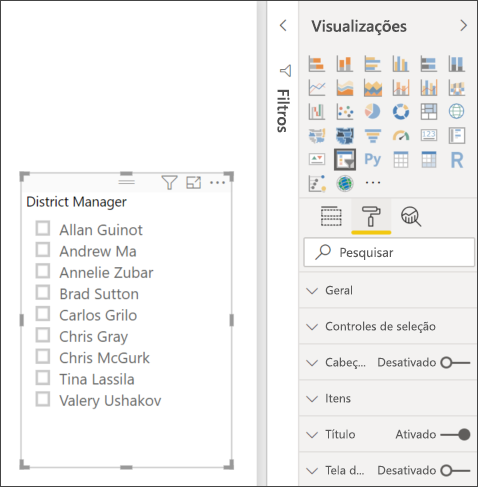 Visualizações
Filtros
123
Py
R
District Manager
Allan Guinot
Andrew Ma
Annelie Zubar
Brad Sutton
Carlos Grilo
Chris Gray
Chris McGurk
Tina Lassila
Valery Ushakov
Pesquisar
Geral
Controles de seleção
Cabeç... Desativado
Itens
Título Ativado
Tela d... Desativado